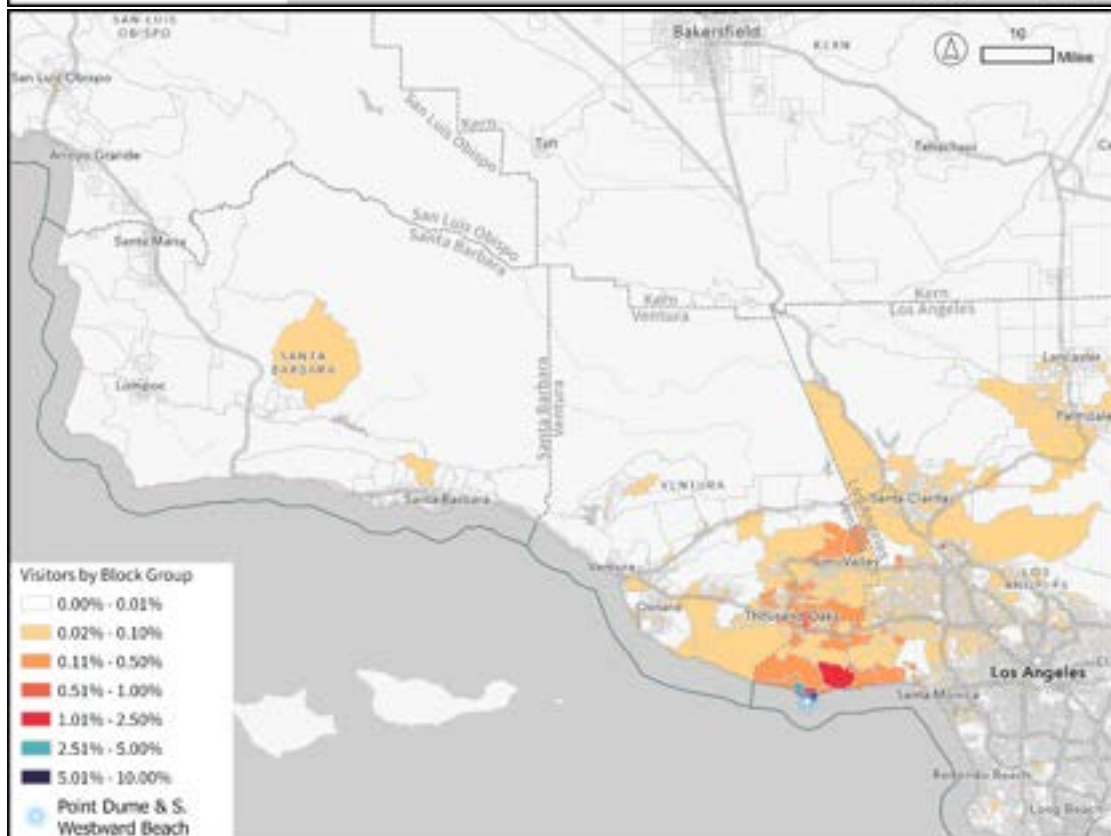 SAN LUIS
OBISPO
Bakersfield
KERN
10
Miles
San Luis Obispo
Kern
San Luis Obispo
Taft
Tehachapi
Arroyo Grande
Santa Maria
San Luis Obispo
Santa Barbara
Kern
Ventura
Kern
Los Angeles
SANTA
BARBARA
Lompoc
Lancaster
Palmdale
Santa Barbara
Ventura
Santa Barbara
VENTURA
Santa Clarita
Los Angeles
Ventura
Simi Valley
LOS
ANGELES
Oxnard
Thousand Oaks
Los Angeles
Santa Monica
Redondo Beach
Long Beach
Visitors by Block Group
0.00% - 0.01%
0.02% - 0.10%
0.11% - 0.50%
0.51% - 1.00%
1.01% - 2.50%
2.51% - 5.00%
5.01% - 10.00%
Point Dume & S.
Westward Beach